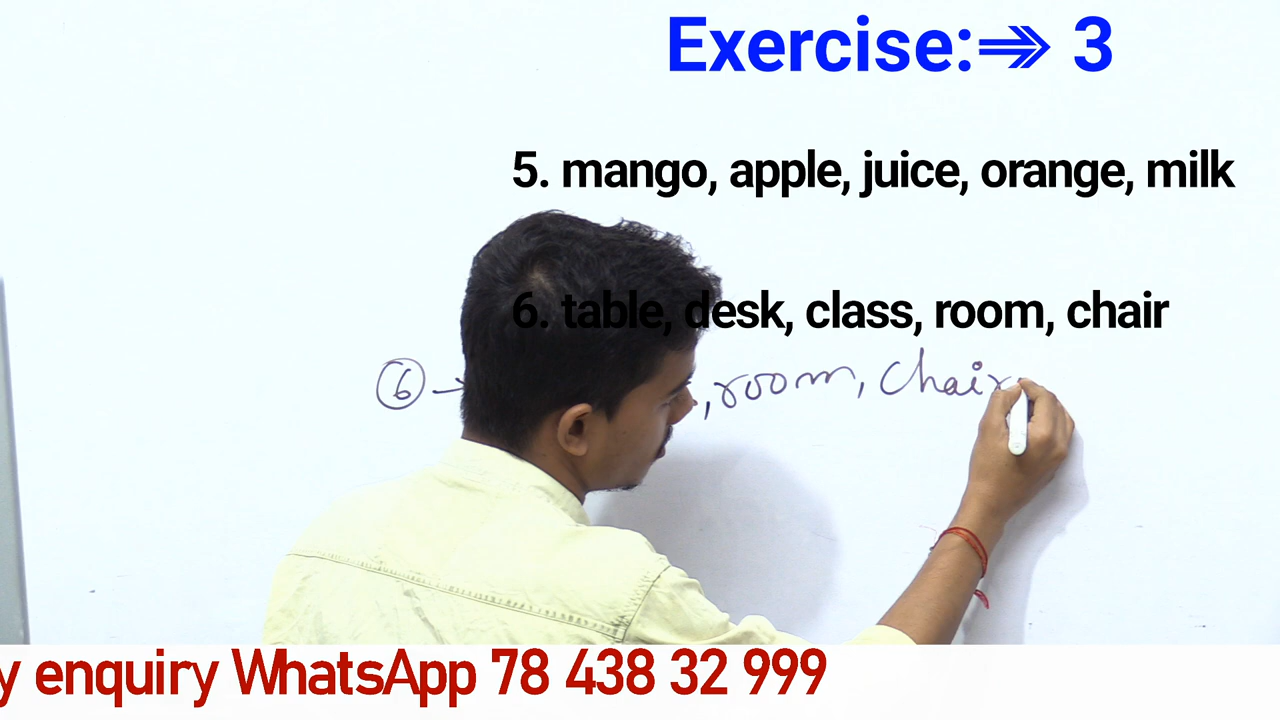 Exercise:⇛ 3
5. mango, apple, juice, orange, milk
6. table, desk, class, room, chair
⑥→ , room, chair
y enquiry WhatsApp 78 438 32 999